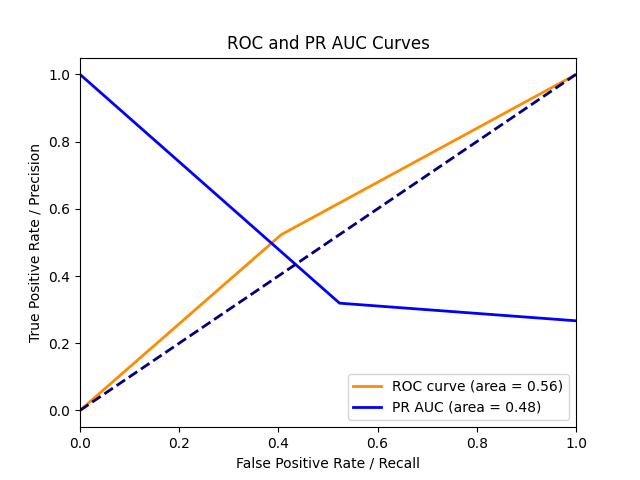 ROC and PR AUC Curves
True Positive Rate / Precision
1.0
0.8
0.6
0.4
0.2
0.0
ROC curve (area = 0.56)
PR AUC (area = 0.48)
0.0 0.2 0.4 0.6 0.8 1.0
False Positive Rate / Recall